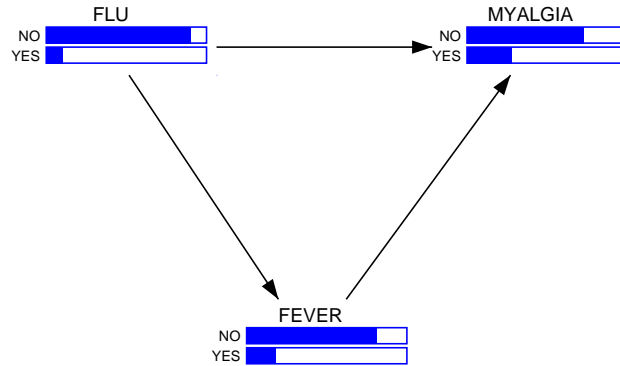 FLU
NO
YES
MYALGIA
NO
YES
FEVER
NO
YES